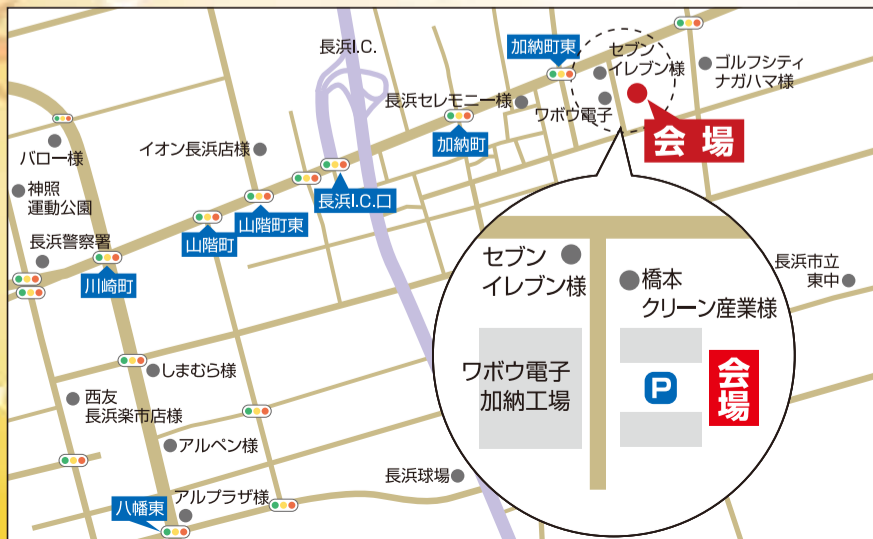 長浜I.C.
加納町東
セブン
イレブン様
ゴルフシティ
ナガハマ様
長浜セレモニー様
ワボウ電子
会場
加納町
バロー様
イオン長浜店様
神照
運動公園
長浜I.C.口
山階町東
山階町
長浜警察署
川崎町
セブン
イレブン様
橋本
クリーン産業様
長浜市立
東中
ワボウ電子
加納工場
P
会場
しまむら様
西友
長浜楽市店様
アルペン様
長浜球場
アルプラザ様
八幡東